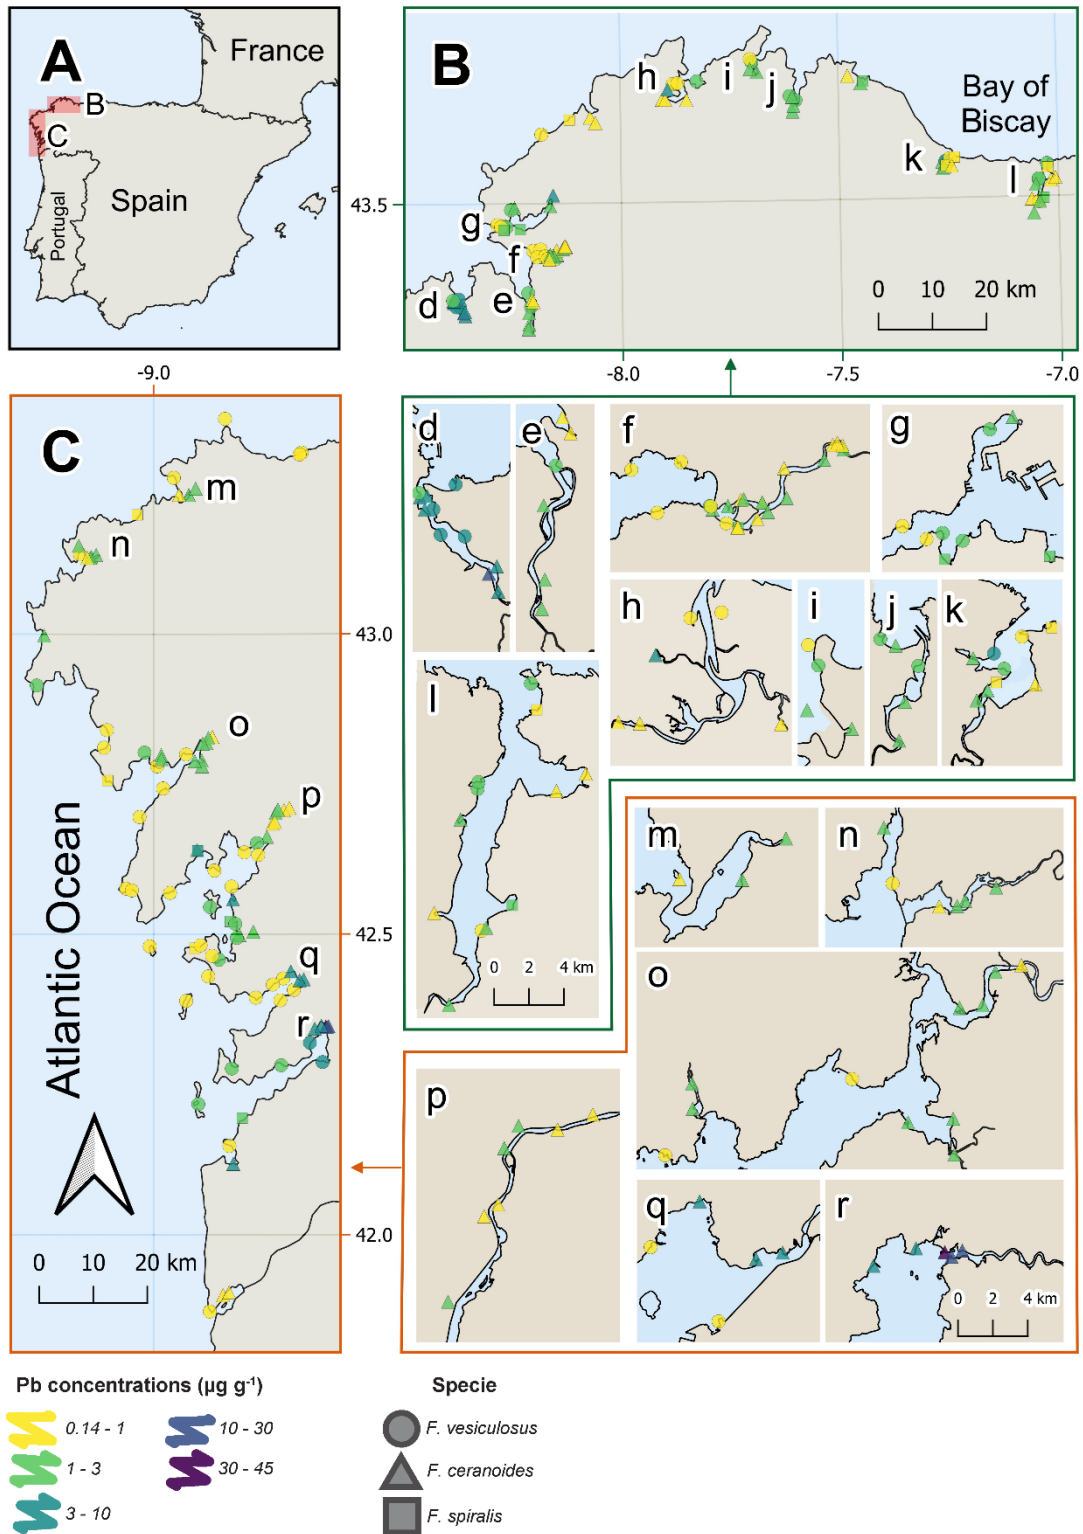 A
France
B
C
Portugal
Spain
B
h
i
j
Bay of
Biscay
k
l
43.5
g
f
d
e
0 10 20 km
-9.0
-8.0
-7.5
-7.0
C
m
n
43.0
o
p
Atlantic Ocean
42.5
q
r
42.0
0 10 20 km
d
e
f
g
h
i
j
k
l
0 2 4 km
m
n
o
p
q
r
0 2 4 km
Pb concentrations (µg g⁻¹)
0.14 - 1
1 - 3
3 - 10
10 - 30
30 - 45
Specie
F. vesiculosus
F. ceranoides
F. spiralis